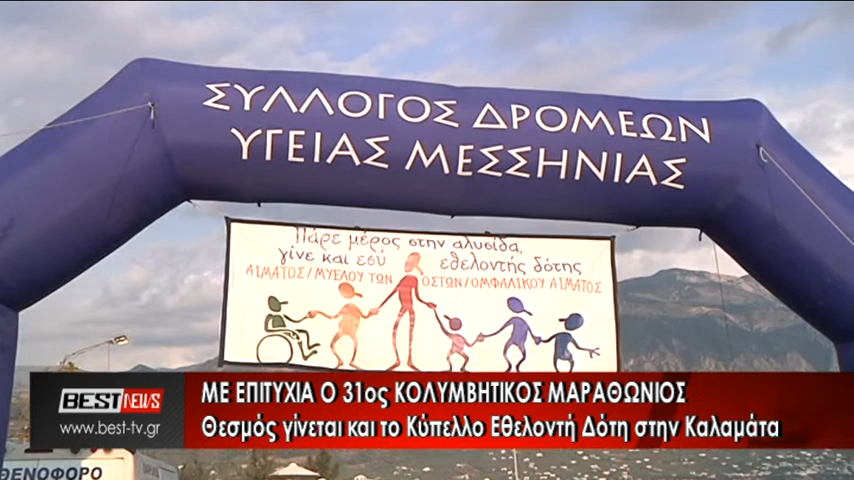 ΣΥΛΛΟΓΟΣ ΔΡΟΜΕΩΝ
ΥΓΕΙΑΣ ΜΕΣΣΗΝΙΑΣ
Πάρε μέρος στην αλυσίδα,
γίνε και εσύ εθελοντής δότης
ΑΙΜΑΤΟΣ/ΜΥΕΛΟΥ ΤΩΝ ΟΣΤΩΝ/ΟΜΦΑΛΙΚΟΥ ΑΙΜΑΤΟΣ
BEST NEWS
www.best-tv.gr
ΜΕ ΕΠΙΤΥΧΙΑ Ο 31ος ΚΟΛΥΜΒΗΤΙΚΟΣ ΜΑΡΑΘΩΝΙΟΣ
Θεσμός γίνεται και το Κύπελλο Εθελοντή Δότη στην Καλαμάτα
ΘΕΝΟΦΟΡΟ